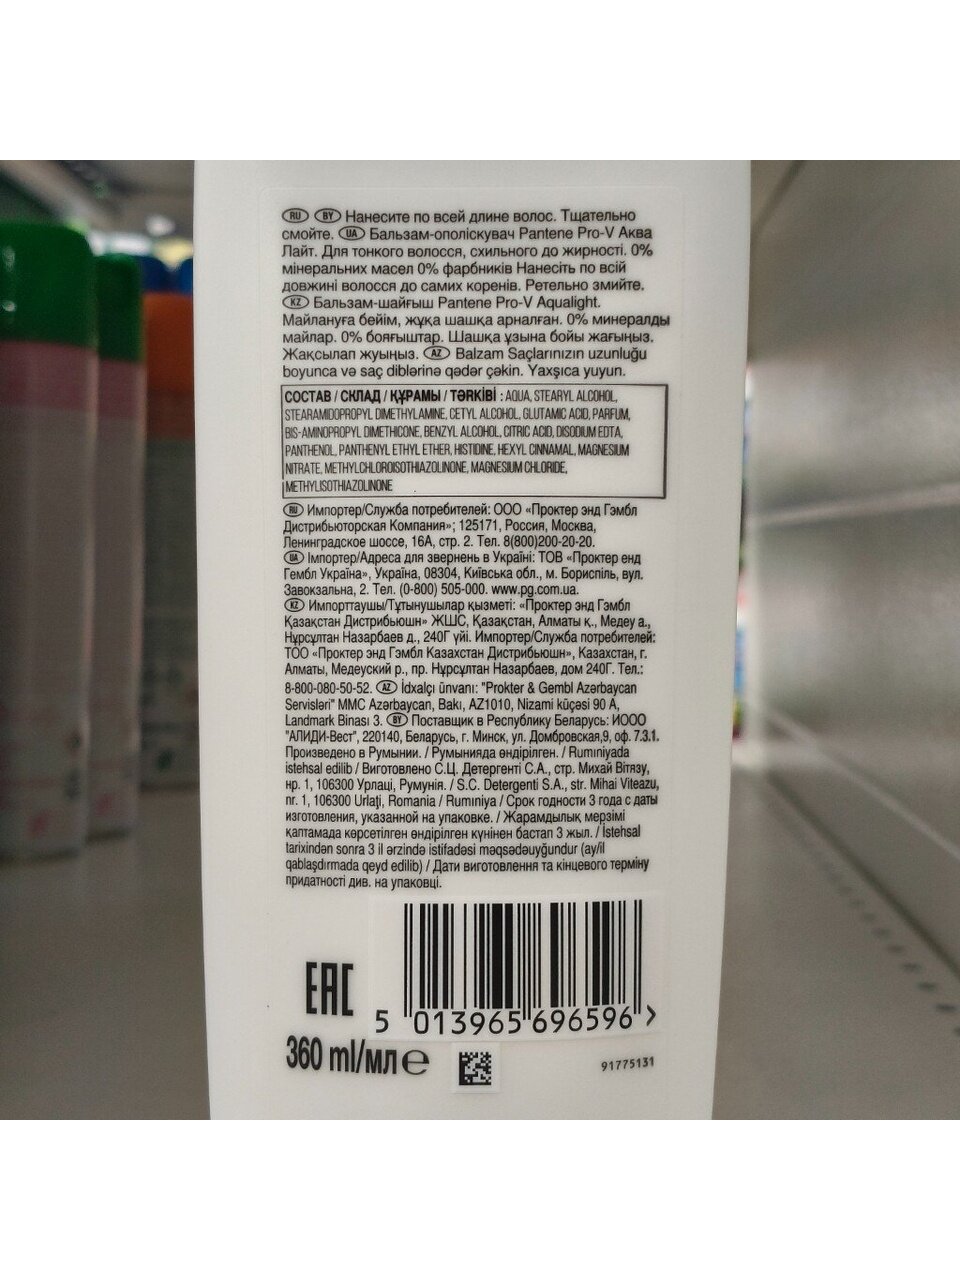 RU BY Нанесите по всей длине волос. Тщательно
смойте. UA Бальзам-ополіскувач Pantene Pro-V Аква
Лайт. Для тонкого волосся, схильного до жирності. 0%
мінеральних масел 0% фарбників Нанесіть по всій
довжині волосся до самих коренів. Ретельно змийте.
KZ Бальзам-шайғыш Pantene Pro-V Aqualight.
Майлануға бейім, жұқа шашқа арналған. 0% минералды
майлар. 0% бояғыштар. Шашқа ұзына бойы жағыңыз.
Жақсылап жуыңыз. AZ Balzam Saçlarınızın uzunluğu
boyunca və saç diblərinə qədər çəkin. Yaxşıca yuyun.
СОСТАВ / СКЛАД / ҚҰРАМЫ / TƏRKİBİ : AQUA, STEARYL ALCOHOL,
STEARAMIDOPROPYL DIMETHYLAMINE, CETYL ALCOHOL, GLUTAMIC ACID, PARFUM,
BIS-AMINOPROPYL DIMETHICONE, BENZYL ALCOHOL, CITRIC ACID, DISODIUM EDTA,
PANTHENOL, PANTHENYL ETHYL ETHER, HISTIDINE, HEXYL CINNAMAL, MAGNESIUM
NITRATE, METHYLCHLOROISOTHIAZOLINONE, MAGNESIUM CHLORIDE,
METHYLISOTHIAZOLINONE
RU Импортер/Служба потребителей: ООО «Проктер энд Гэмбл
Дистрибьюторская Компания»; 125171, Россия, Москва,
Ленинградское шоссе, 16А, стр. 2. Тел. 8(800)200-20-20.
UA Імпортер/Адреса для звернень в Україні: ТОВ «Проктер енд
Гембл Україна», Україна, 08304, Київська обл., м. Бориспіль, вул.
Завокзальна, 2. Тел. (0-800) 505-000. www.pg.com.ua.
KZ Импорттаушы/Тұтынушылар қызметі: «Проктер энд Гэмбл
Қазақстан Дистрибьюшн» ЖШС, Қазақстан, Алматы қ., Медеу а.,
Нұрсұлтан Назарбаев д., 240Г үйі. Импортер/Служба потребителей:
ТОО «Проктер энд Гэмбл Казахстан Дистрибьюшн», Казахстан, г.
Алматы, Медеуский р., пр. Нұрсұлтан Назарбаев, дом 240Г. Тел.:
8-800-080-50-52. AZ İdxalçı ünvanı: "Prokter & Gembl Azərbaycan
Servisləri" MMC Azərbaycan, Bakı, AZ1010, Nizami küçəsi 90 A,
Landmark Binası 3. BY Поставщик в Республику Беларусь: ИООО
"АЛИДИ-Вест", 220140, Беларусь, г. Минск, ул. Домбровская,9, оф. 7.3.1.
Произведено в Румынии. / Румынияда өндірілген. / Rumıniyada
istehsal edilib / Виготовлено С.Ц. Детергенті С.А., стр. Михай Вітязу,
нр. 1, 106300 Урлаці, Румунія. / S.C. Detergenti S.A., str. Mihai Viteazu,
nr. 1, 106300 Urlaţi, Romania / Rumıniya / Срок годности 3 года с даты
изготовления, указанной на упаковке. / Жарамдылық мерзімі
қаптамада көрсетілген өндірілген күнінен бастап 3 жыл. / İstehsal
tarixindən sonra 3 il ərzində istifadəsi məqsədəuyğundur (ay/il
qablaşdırmada qeyd edilib) / Дати виготовлення та кінцевого терміну
придатності див. на упаковці.
EAC
5 013965 696596 >
360 ml/мл e
91775131